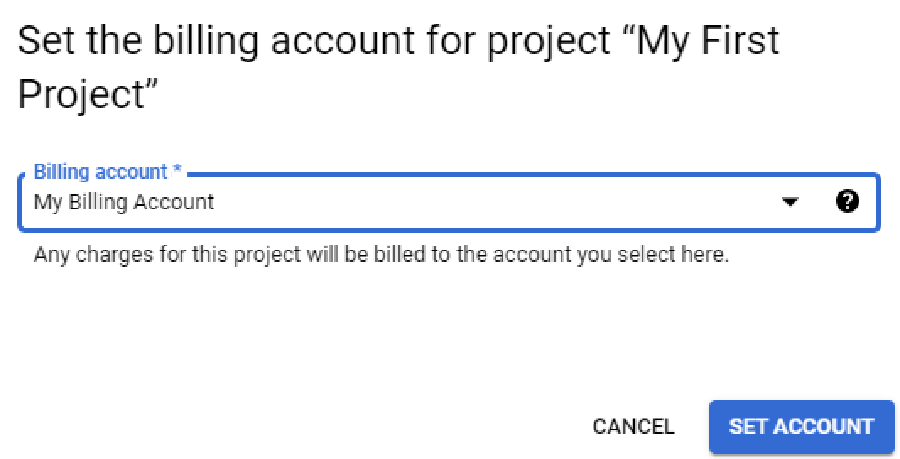 Set the billing account for project “My First
Project”
Billing account *
My Billing Account
?
Any charges for this project will be billed to the account you select here.
CANCEL
SET ACCOUNT